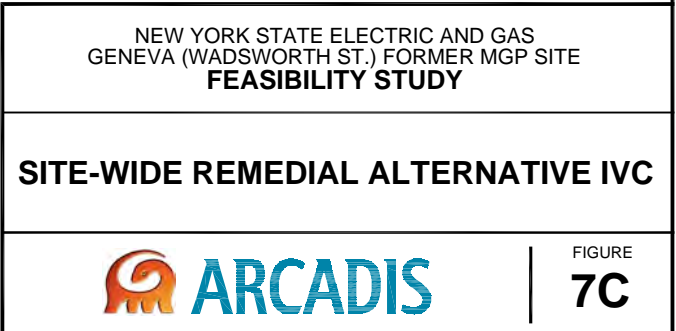 NEW YORK STATE ELECTRIC AND GAS
GENEVA (WADSWORTH ST.) FORMER MGP SITE
FEASIBILITY STUDY
SITE-WIDE REMEDIAL ALTERNATIVE IVC
ARCADIS
FIGURE
7C